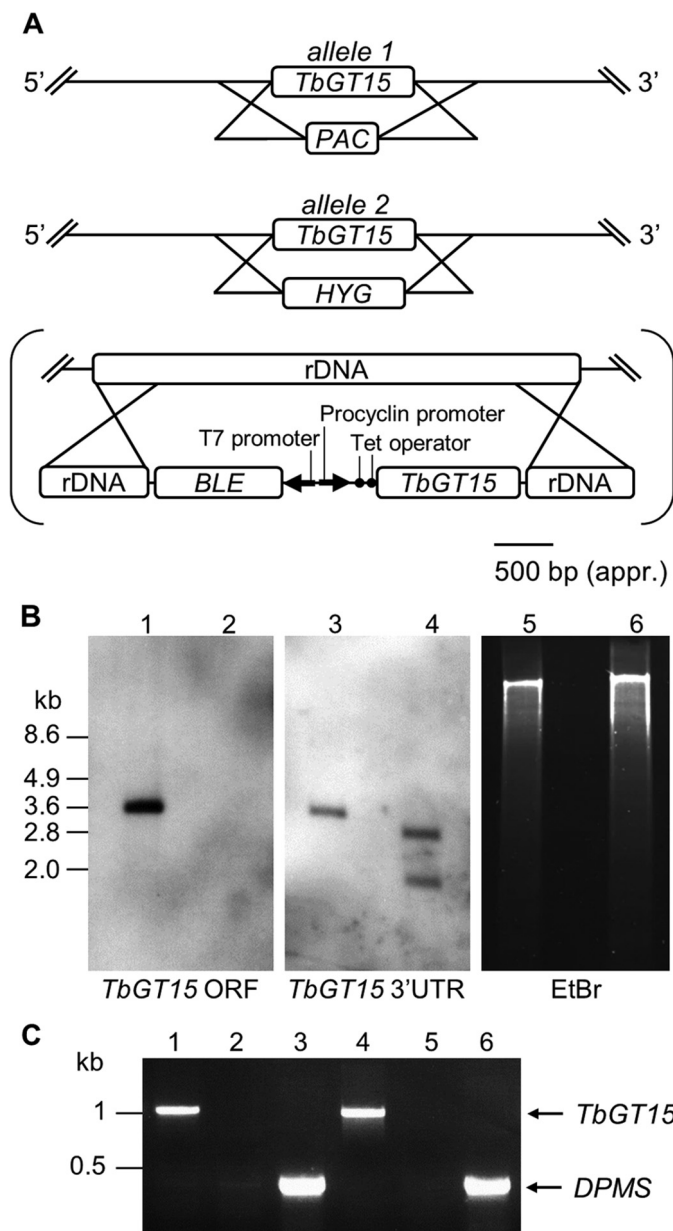 A
allele 1
5’ TbGT15 3’
PAC
allele 2
5’ TbGT15 3’
HYG
rDNA
Procyclin promoter
T7 promoter
Tet operator
rDNA BLE TbGT15 rDNA
500 bp (appr.)
B
1 2 3 4 5 6
kb
8.6
4.9
3.6
2.8
2.0
TbGT15 ORF TbGT15 3’UTR EtBr
C
1 2 3 4 5 6
kb
1
TbGT15
0.5
DPMS